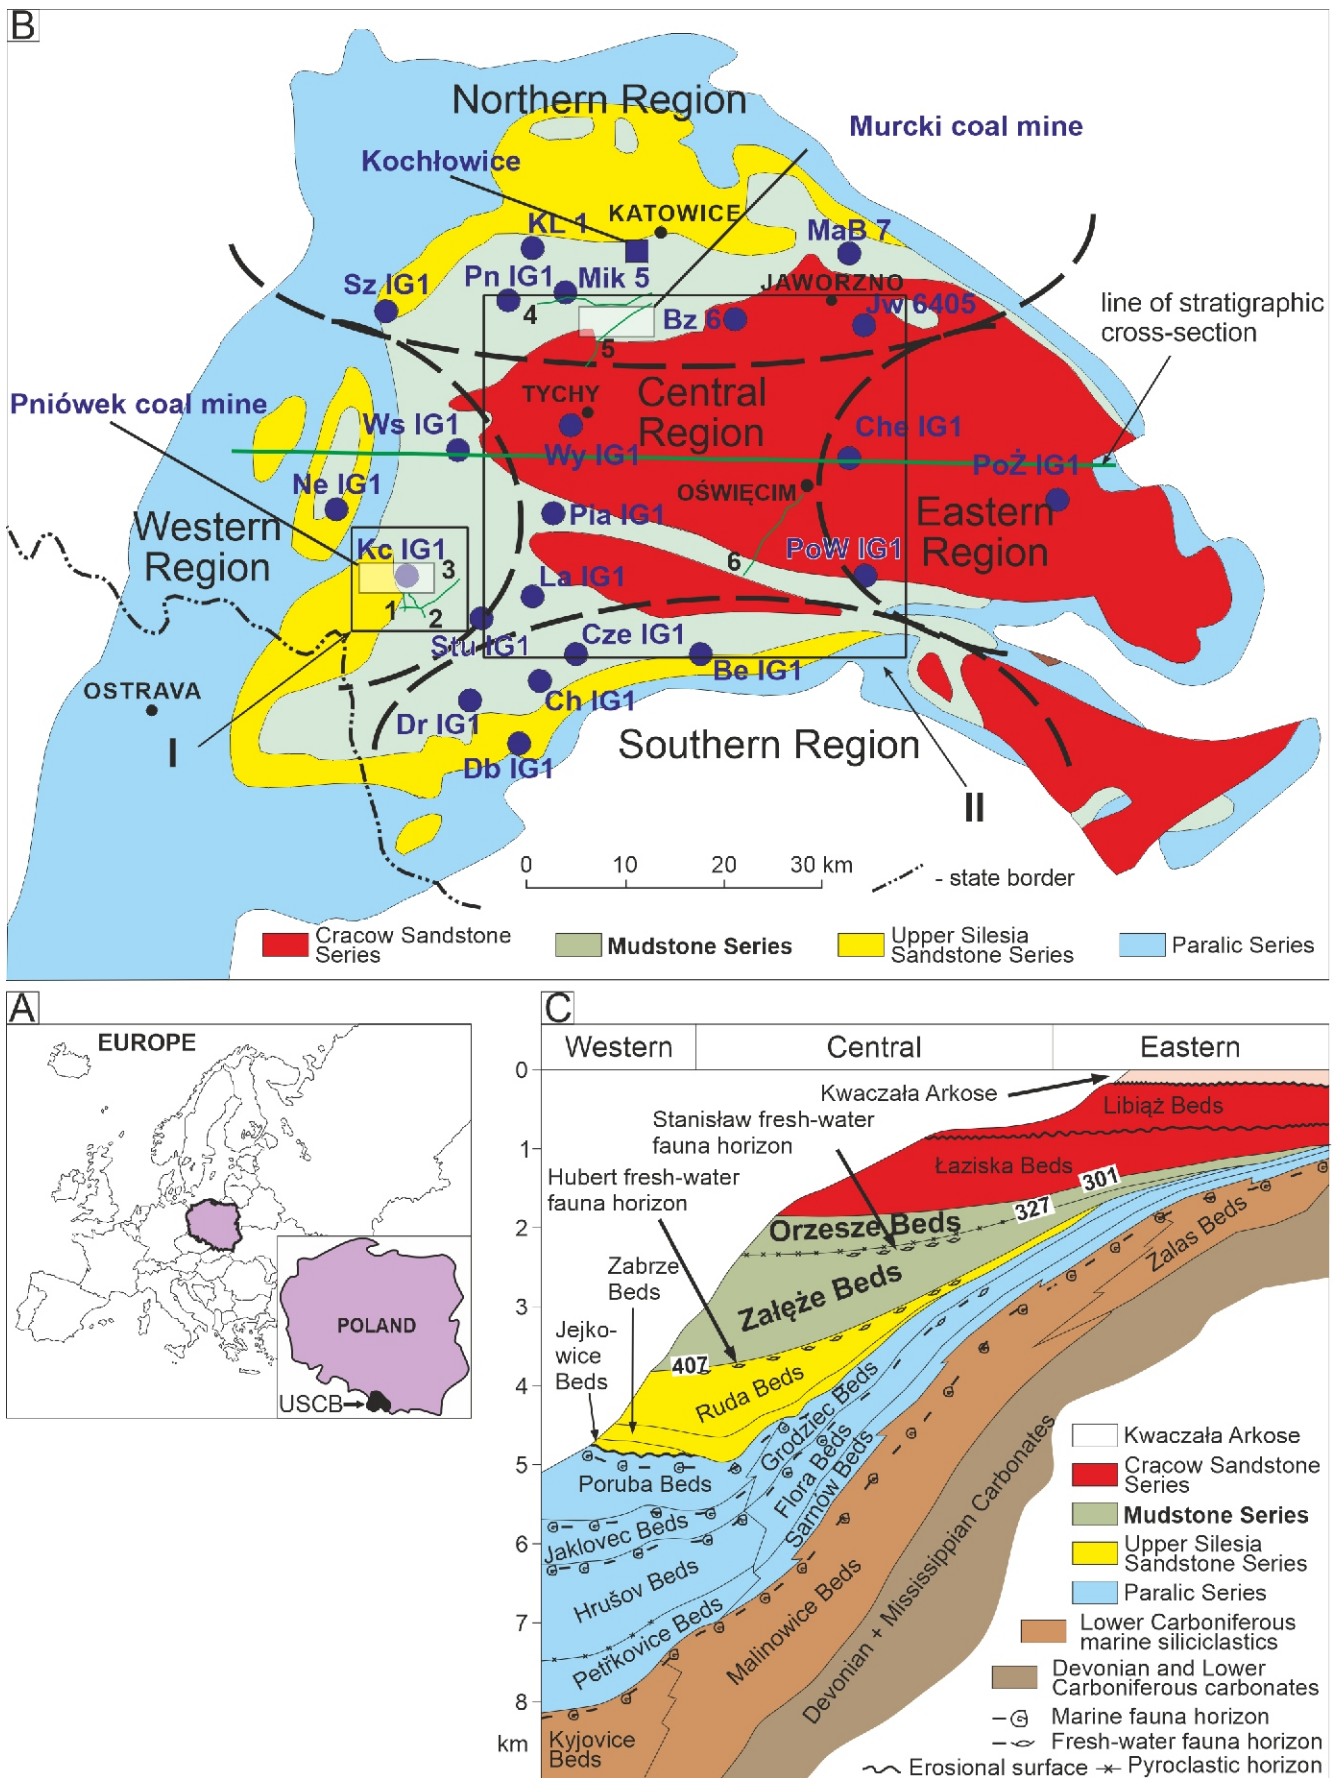 B
Northern Region
Murcki coal mine
Kochłowice
KATOWICE
KL 1
MaB 7
Sz IG1
Pn IG1
Mik 5
JAWORZNO
4
Bz 6
Jw 6405
line of stratigraphic
cross-section
5
Central
Region
TYCHY
Pniówek coal mine
Ws IG1
Wy IG1
Che IG1
PoŻ IG1
Ne IG1
OŚWIĘCIM
Western
Region
Pia IG1
Eastern
Region
Kc IG1
3
6
PoW IG1
La IG1
1
2
Stu IG1
Cze IG1
Be IG1
OSTRAVA
Ch IG1
Dr IG1
I
Southern Region
Db IG1
II
0 10 20 30 km
- state border
Cracow Sandstone
Series
Mudstone Series
Upper Silesia
Sandstone Series
Paralic Series
A
EUROPE
POLAND
USCB
C
Western Central Eastern
0
Kwaczała Arkose
Libiąż Beds
Stanisław fresh-water
fauna horizon
1
Łaziska Beds
Hubert fresh-water
fauna horizon
301
327
2
Orzesze Beds
Zalas Beds
Zabrze
Beds
Załęże Beds
3
Jejko-
wice
Beds
407
4
Ruda Beds
Grodziec Beds
Flora Beds
Sarnów Beds
5
Poruba Beds
Jaklovec Beds
6
Hrušov Beds
7
Petřkovice Beds
Malinowice Beds
Devonian + Mississippian Carbonates
8
km
Kyjovice
Beds
Kwaczała Arkose
Cracow Sandstone
Series
Mudstone Series
Upper Silesia
Sandstone Series
Paralic Series
Lower Carboniferous
marine siliciclastics
Devonian and Lower
Carboniferous carbonates
Marine fauna horizon
Fresh-water fauna horizon
Erosional surface
Pyroclastic horizon